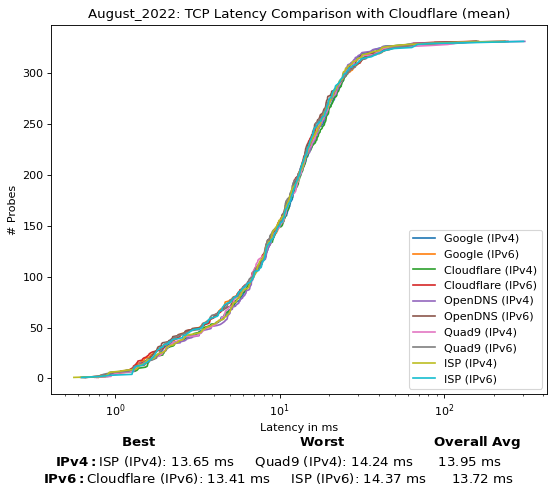 August_2022: TCP Latency Comparison with Cloudflare (mean)
# Probes
300
250
200
150
100
50
0
Google (IPv4)
Google (IPv6)
Cloudflare (IPv4)
Cloudflare (IPv6)
OpenDNS (IPv4)
OpenDNS (IPv6)
Quad9 (IPv4)
Quad9 (IPv6)
ISP (IPv4)
ISP (IPv6)
10⁰ 10¹ 10²
Latency in ms
Best Worst Overall Avg
IPv4: ISP (IPv4): 13.65 ms Quad9 (IPv4): 14.24 ms 13.95 ms
IPv6: Cloudflare (IPv6): 13.41 ms ISP (IPv6): 14.37 ms 13.72 ms